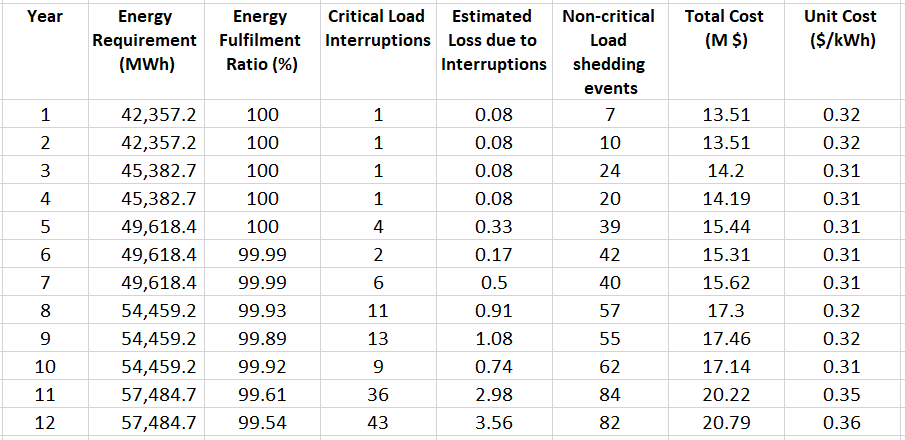 Year Energy Requirement (MWh) Energy Fulfilment Ratio (%) Critical Load Interruptions Estimated Loss due to Interruptions Non-critical Load shedding events Total Cost (M $) Unit Cost ($/kWh)
1 42,357.2 100 1 0.08 7 13.51 0.32
2 42,357.2 100 1 0.08 10 13.51 0.32
3 45,382.7 100 1 0.08 24 14.2 0.31
4 45,382.7 100 1 0.08 20 14.19 0.31
5 49,618.4 100 4 0.33 39 15.44 0.31
6 49,618.4 99.99 2 0.17 42 15.31 0.31
7 49,618.4 99.99 6 0.5 40 15.62 0.31
8 54,459.2 99.93 11 0.91 57 17.3 0.32
9 54,459.2 99.89 13 1.08 55 17.46 0.32
10 54,459.2 99.92 9 0.74 62 17.14 0.31
11 57,484.7 99.61 36 2.98 84 20.22 0.35
12 57,484.7 99.54 43 3.56 82 20.79 0.36